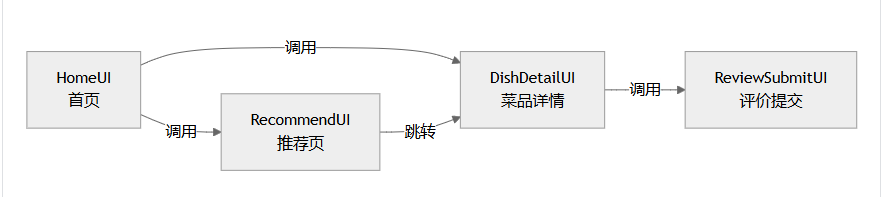 HomeUI
首页
调用
调用
RecommendUI
推荐页
跳转
DishDetailUI
菜品详情
调用
ReviewSubmitUI
评价提交